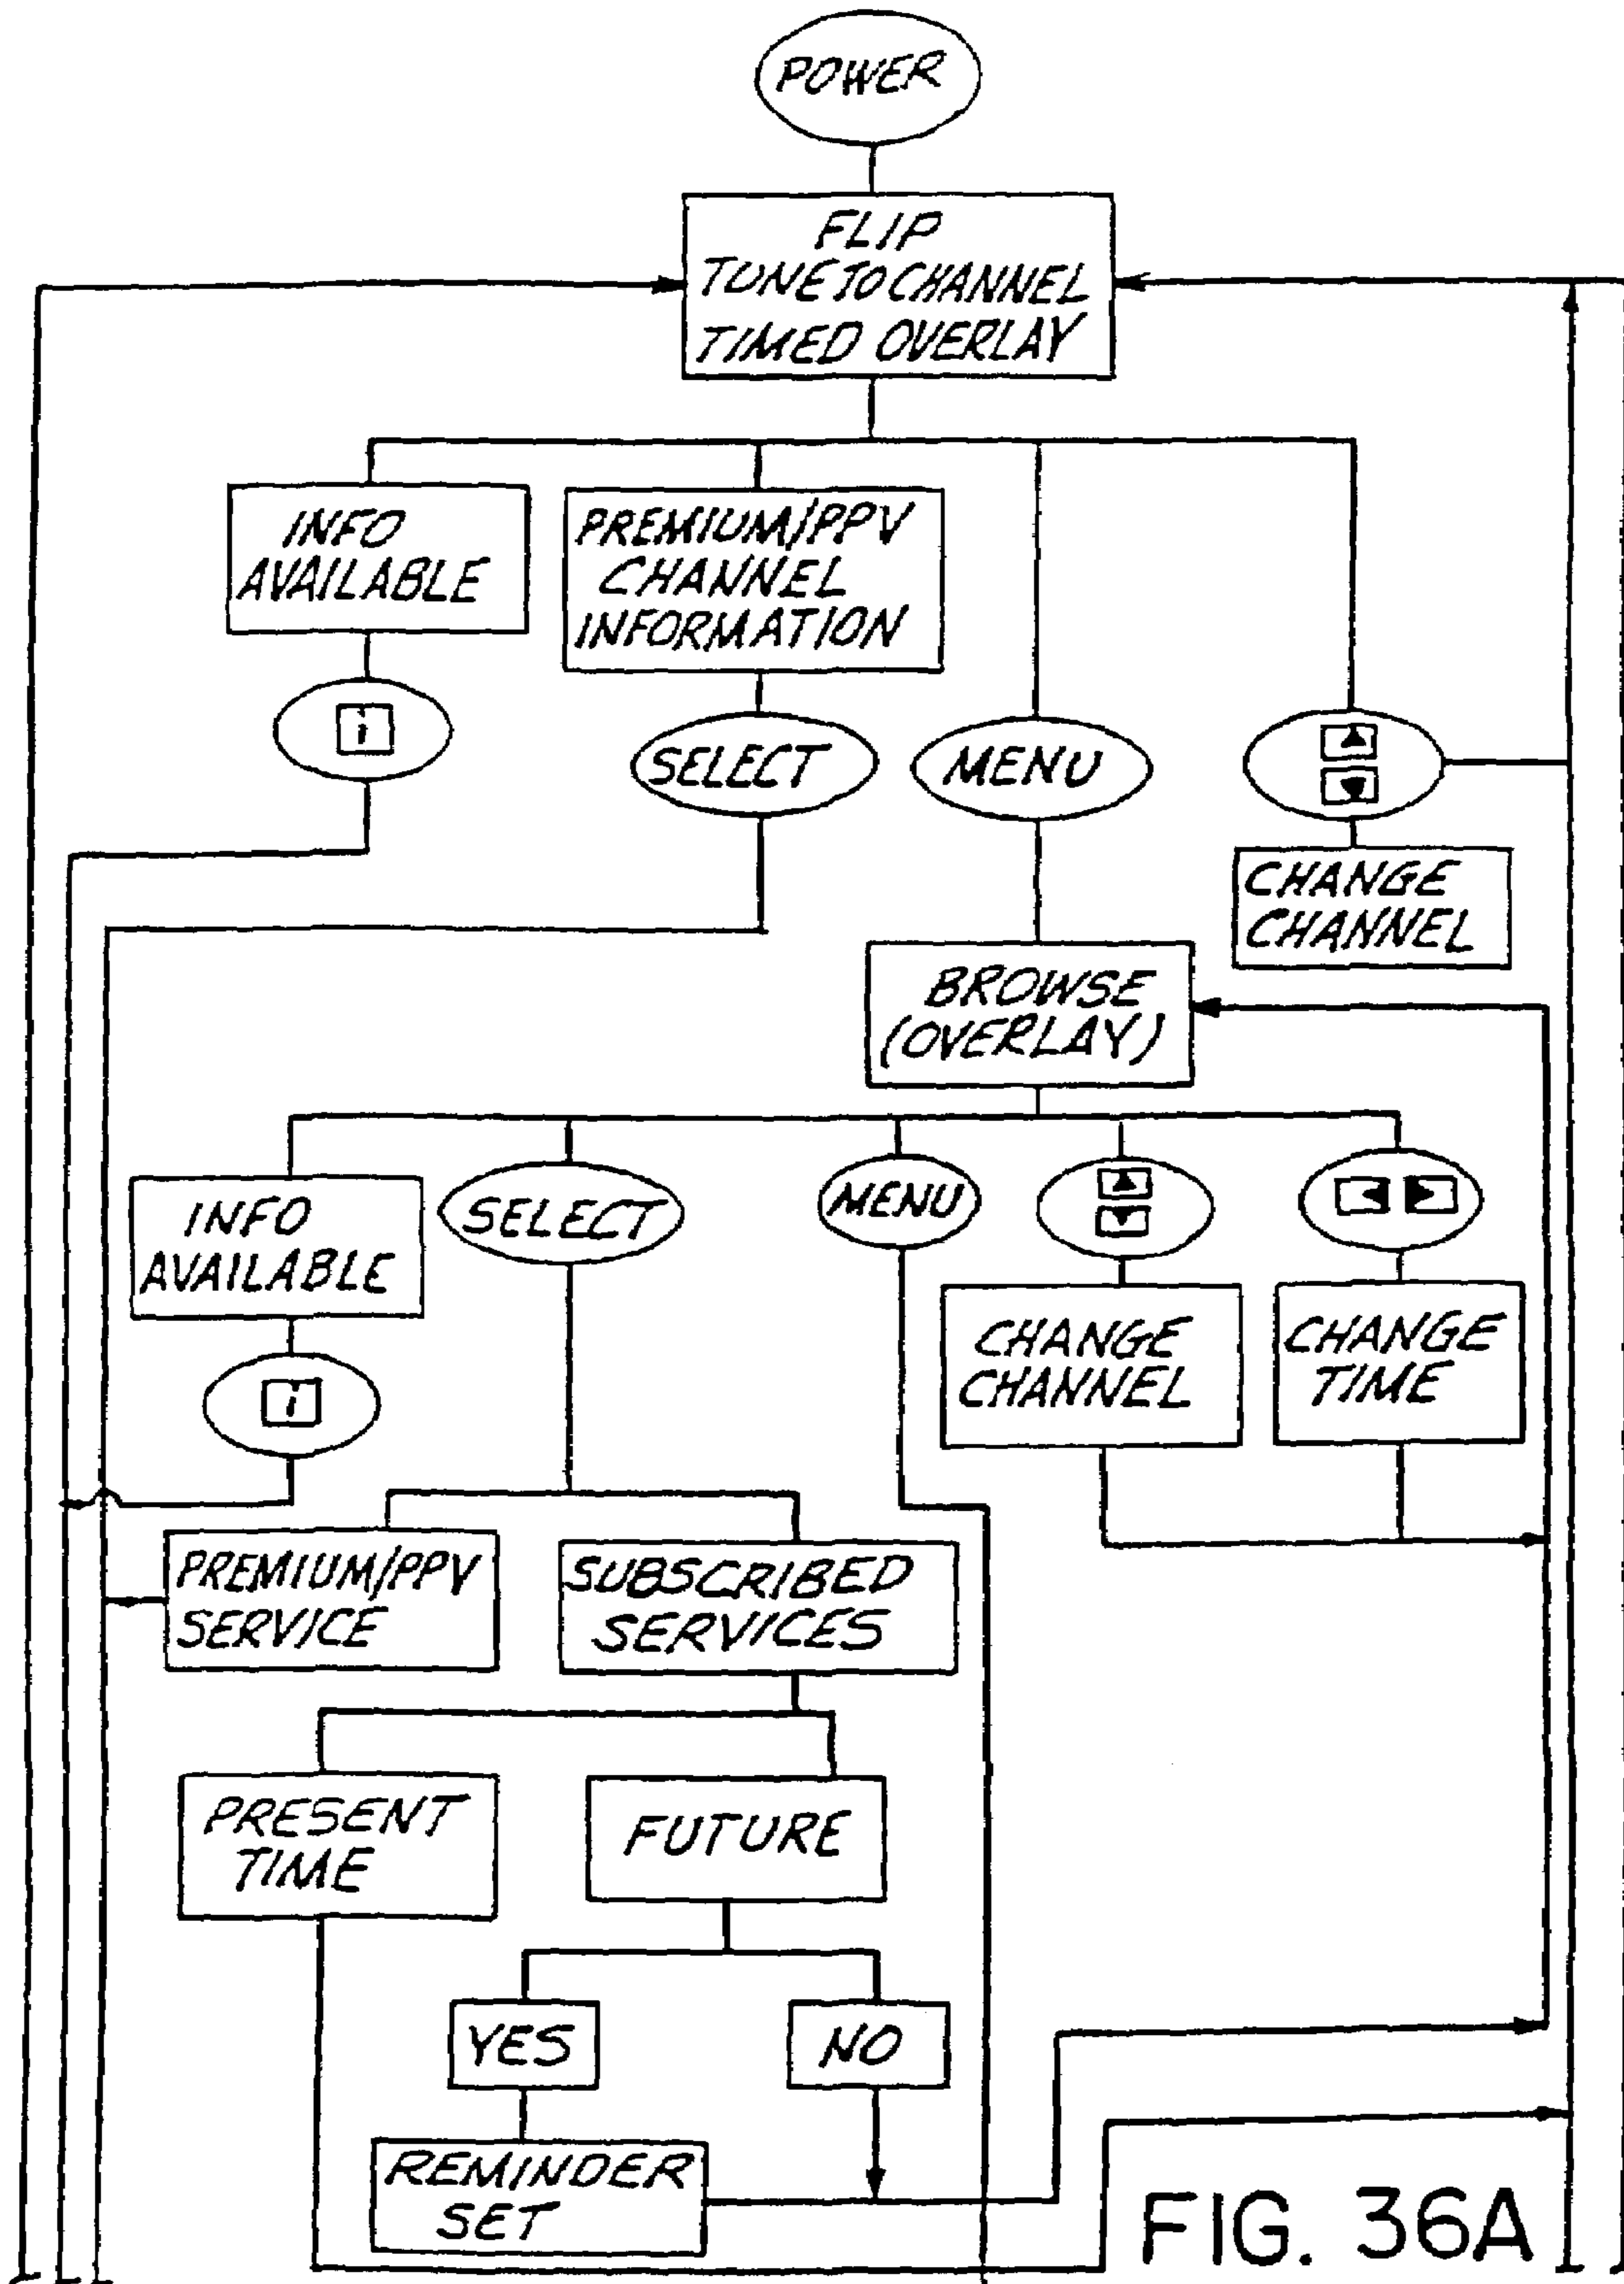 POWER
FLIP
TUNE TO CHANNEL
TIMED OVERLAY
INFO
AVAILABLE
PREMIUM/PPV
CHANNEL
INFORMATION
i
SELECT
MENU
CHANGE
CHANNEL
BROWSE
(OVERLAY)
INFO
AVAILABLE
SELECT
MENU
CHANGE
CHANNEL
CHANGE
TIME
i
PREMIUM/PPV
SERVICE
SUBSCRIBED
SERVICES
PRESENT
TIME
FUTURE
YES
NO
REMINDER
SET
FIG. 36A